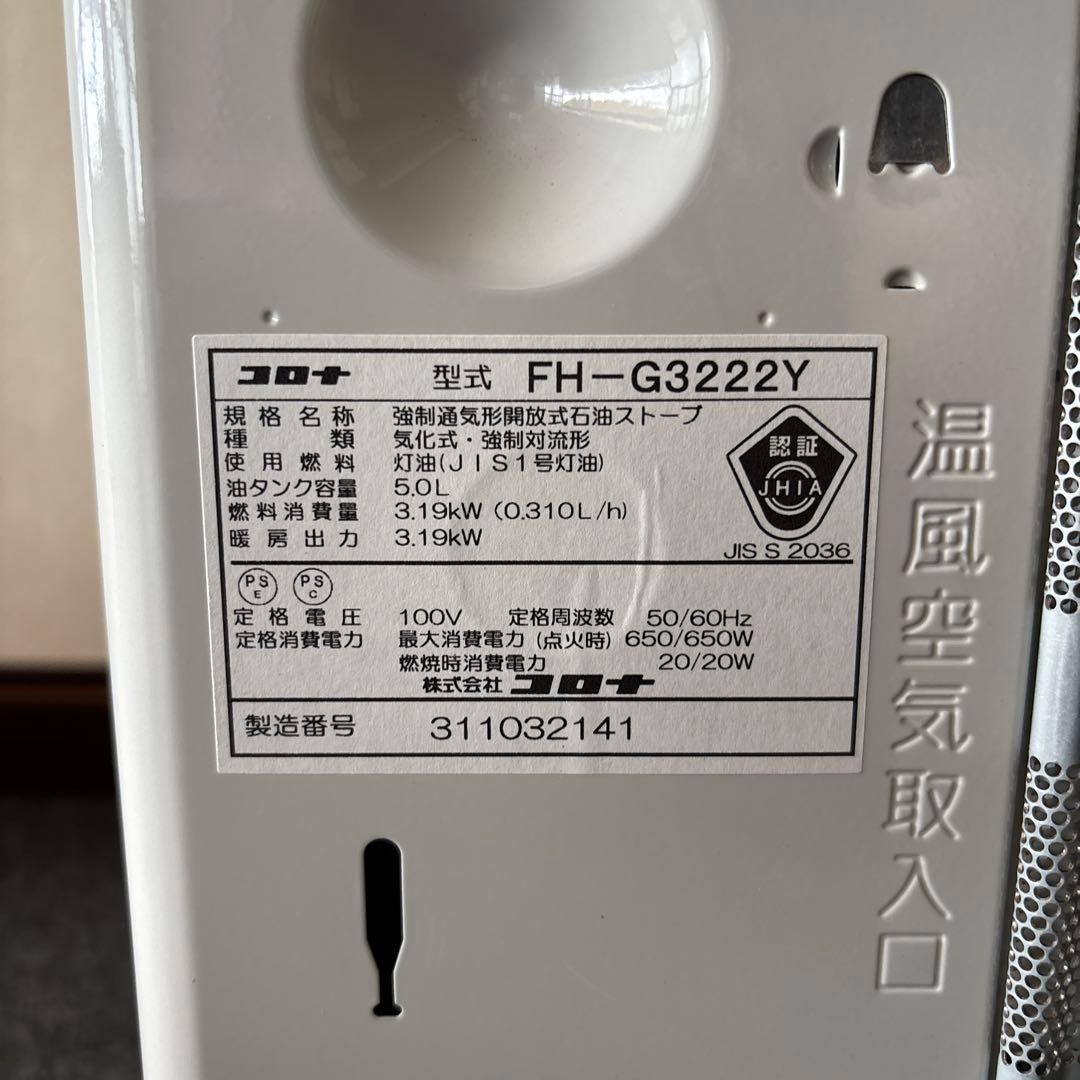 コロナ 型式 FH-G3222Y
規格名称 強制通気形開放式石油ストーブ
種類 気化式・強制対流形
使用燃料 灯油(JIS1号灯油)
油タンク容量 5.0L
燃料消費量 3.19kW (0.310L/h)
暖房出力 3.19kW
認証
JHIA
JIS S 2036
PS E PS C
定格電圧 100V 定格周波数 50/60Hz
定格消費電力 最大消費電力 (点火時) 650/650W
燃焼時消費電力 20/20W
株式会社 コロナ
製造番号 311032141
温風空気取入口